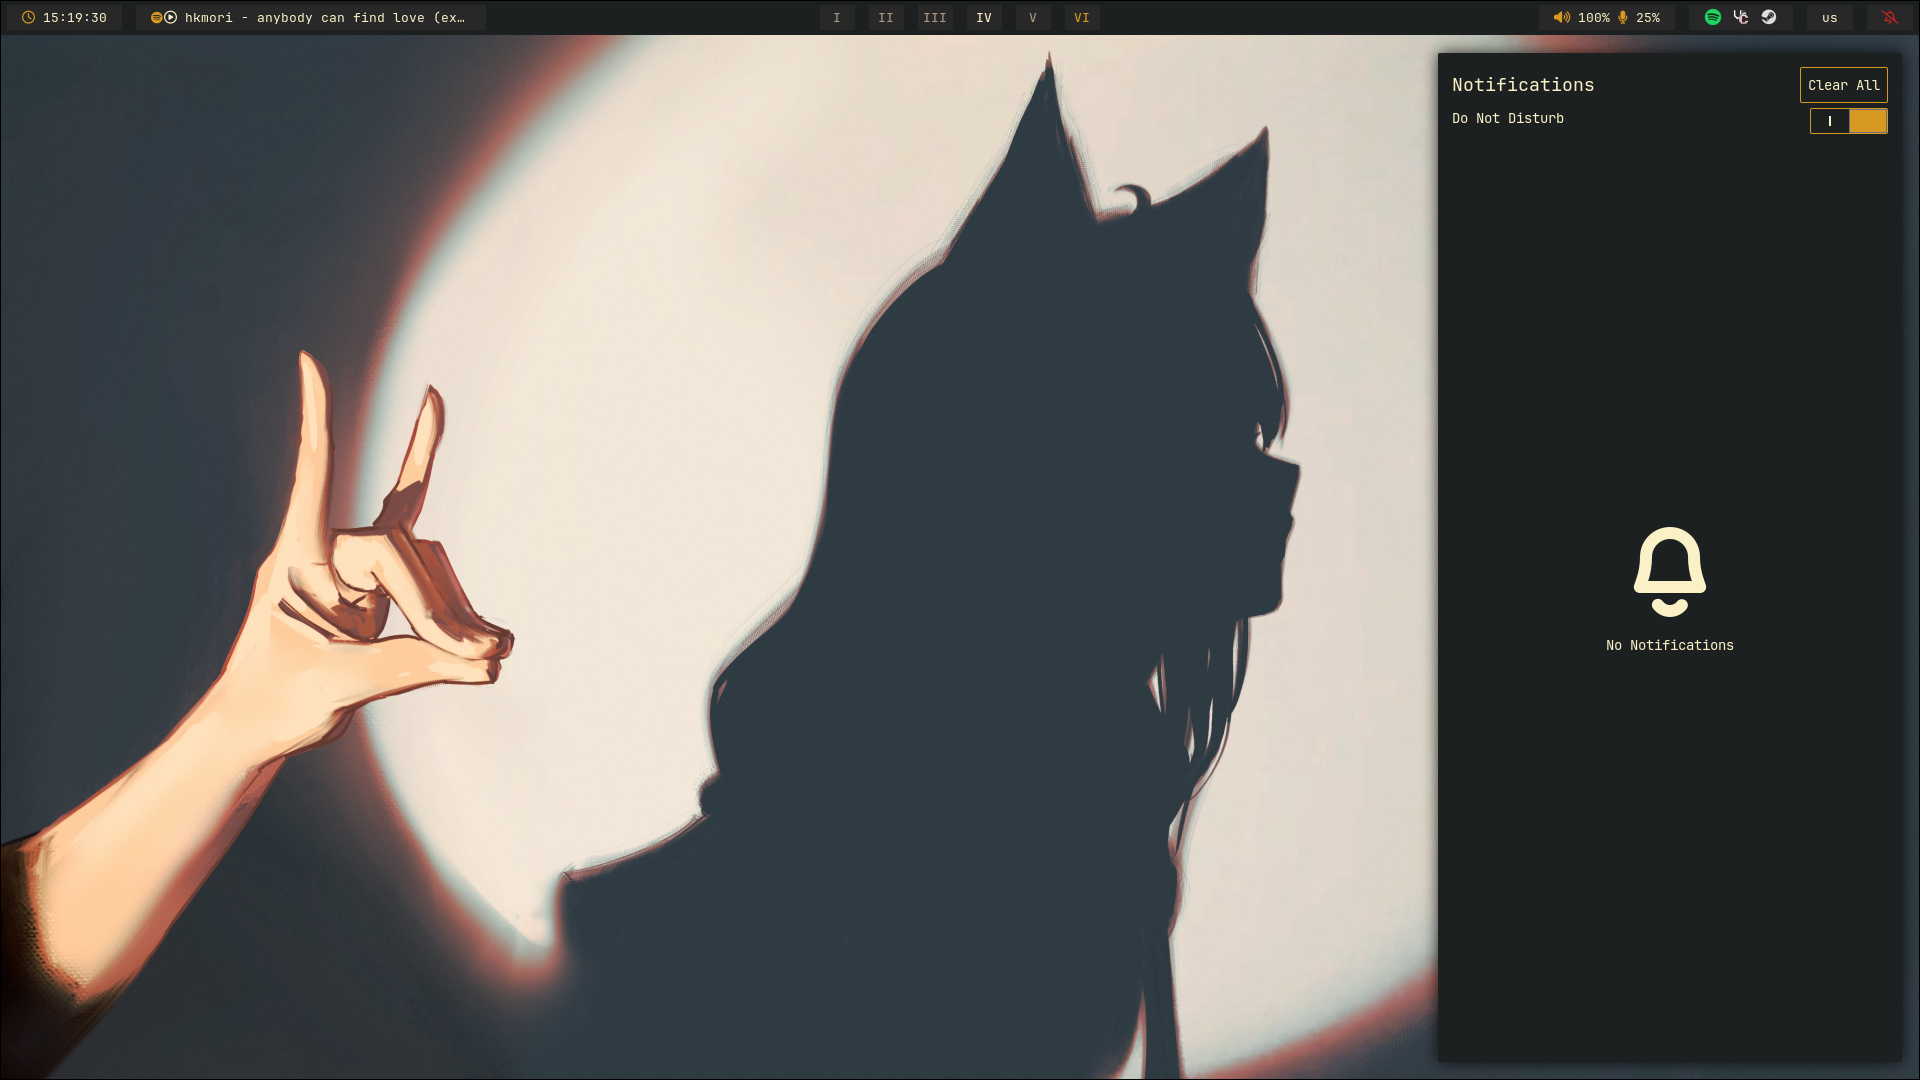 15:19:30
hkmori - anybody can find love (ex…
I II III IV V VI
100% 25%
us
Notifications
Clear All
Do Not Disturb
No Notifications